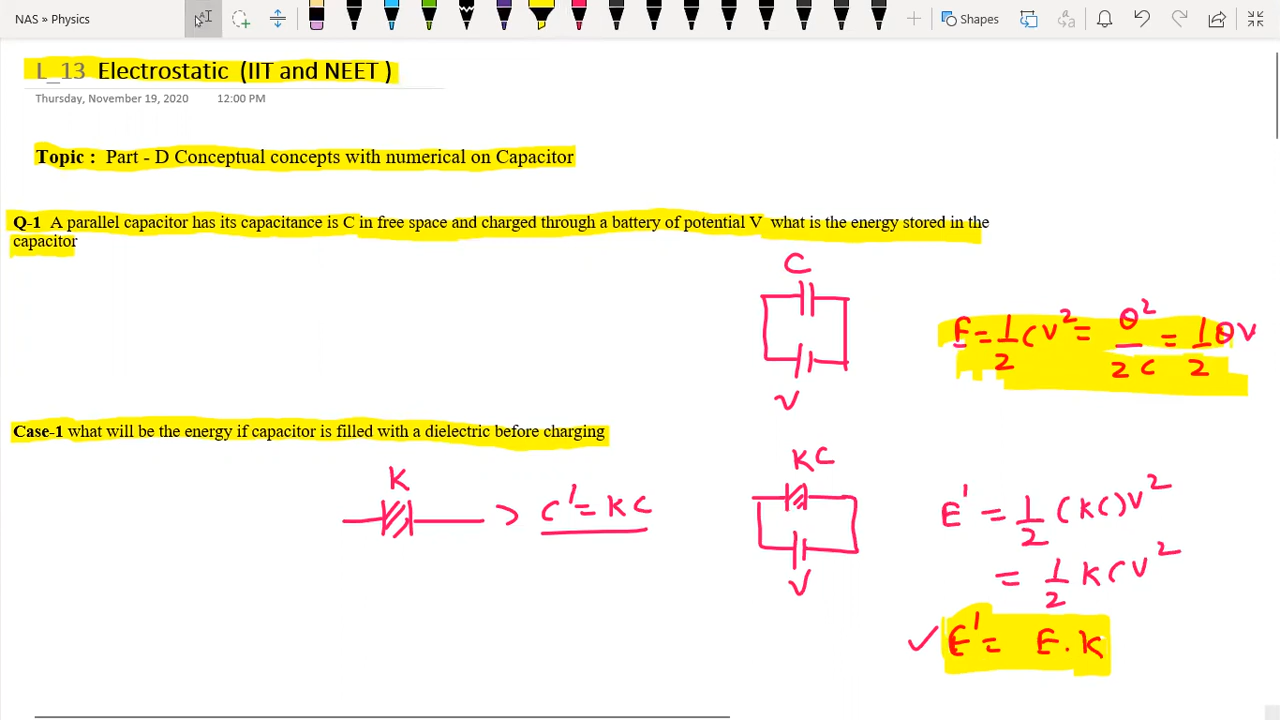 NAS » Physics
Shapes
L_13 Electrostatic (IIT and NEET )
Thursday, November 19, 2020 12:00 PM
Topic : Part - D Conceptual concepts with numerical on Capacitor
Q-1 A parallel capacitor has its capacitance is C in free space and charged through a battery of potential V what is the energy stored in the
capacitor
C
V
E = 1/2 CV² = θ²/2C = 1/2 θV
Case-1 what will be the energy if capacitor is filled with a dielectric before charging
K
C' = KC
KC
V
E' = 1/2 (KC)V²
= 1/2 KCV²
✓ E' = E.K